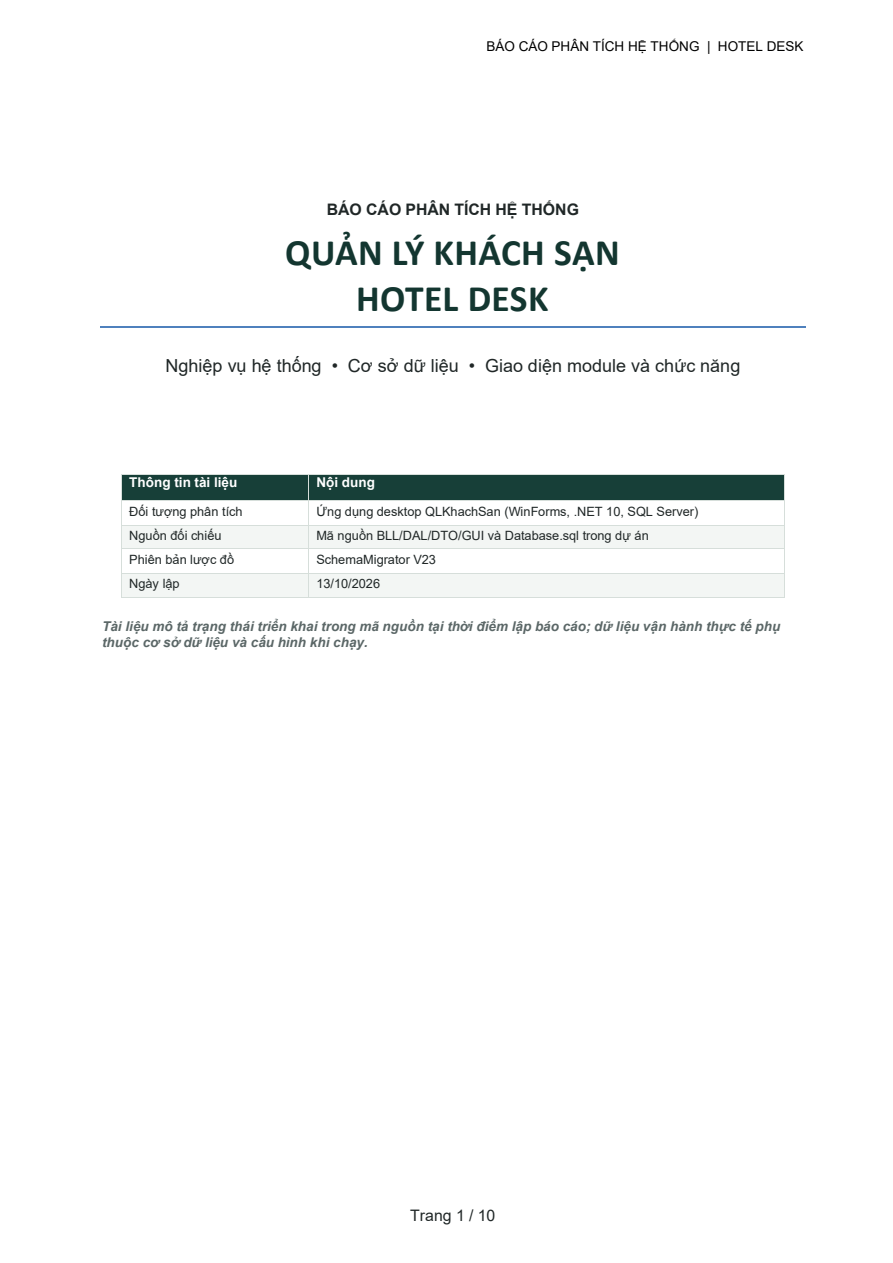 BÁO CÁO PHÂN TÍCH HỆ THỐNG | HOTEL DESK
BÁO CÁO PHÂN TÍCH HỆ THỐNG
QUẢN LÝ KHÁCH SẠN
HOTEL DESK
Nghiệp vụ hệ thống • Cơ sở dữ liệu • Giao diện module và chức năng
Thông tin tài liệu Nội dung
Đối tượng phân tích Ứng dụng desktop QLKhachSan (WinForms, .NET 10, SQL Server)
Nguồn đối chiếu Mã nguồn BLL/DAL/DTO/GUI và Database.sql trong dự án
Phiên bản lược đồ SchemaMigrator V23
Ngày lập 13/10/2026
Tài liệu mô tả trạng thái triển khai trong mã nguồn tại thời điểm lập báo cáo; dữ liệu vận hành thực tế phụ
thuộc cơ sở dữ liệu và cấu hình khi chạy.
Trang 1 / 10